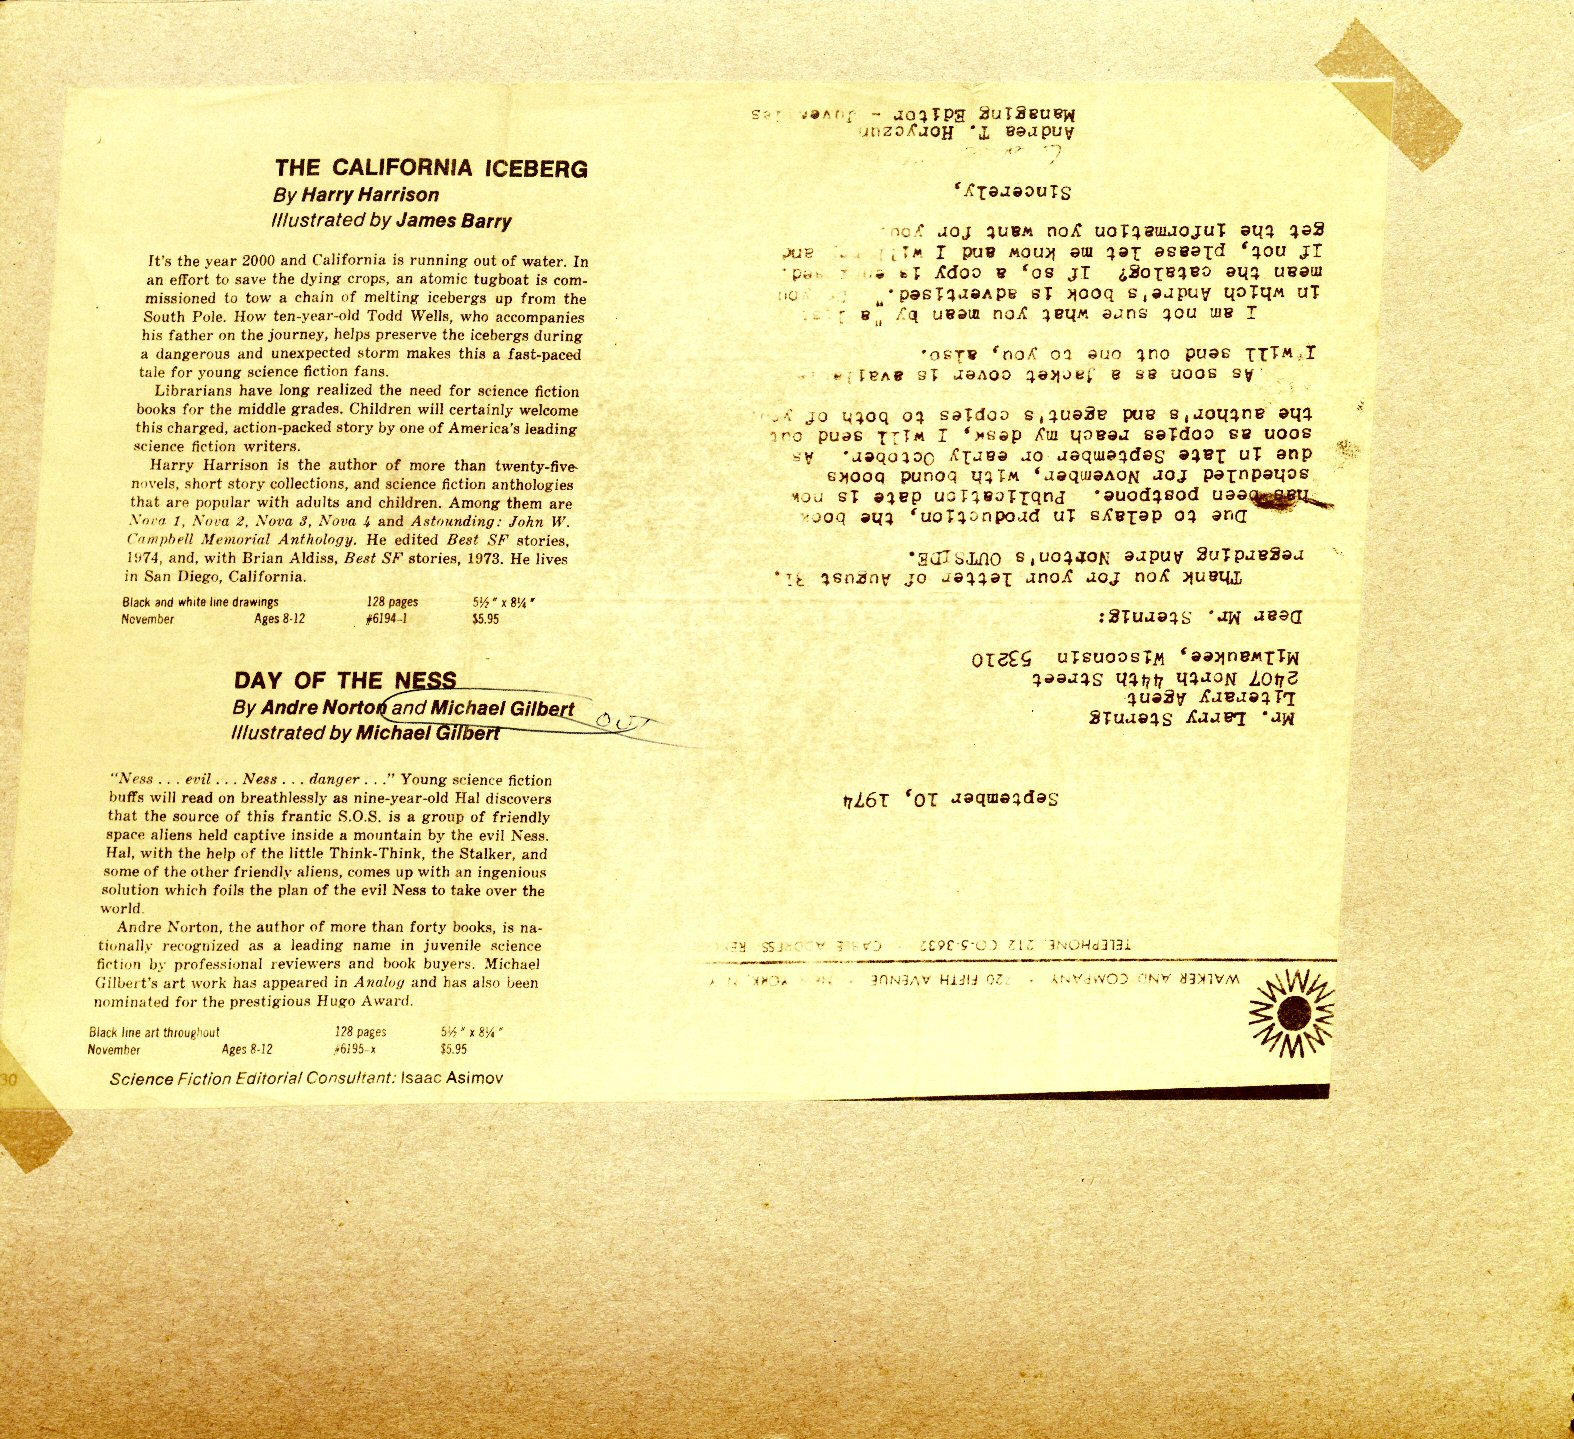 THE CALIFORNIA ICEBERG
By Harry Harrison
Illustrated by James Barry
It's the year 2000 and California is running out of water. In
an effort to save the dying crops, an atomic tugboat is com-
missioned to tow a chain of melting icebergs up from the
South Pole. How ten-year-old Todd Wells, who accompanies
his father on the journey, helps preserve the icebergs during
a dangerous and unexpected storm makes this a fast-paced
tale for young science fiction fans.
Librarians have long realized the need for science fiction
books for the middle grades. Children will certainly welcome
this charged, action-packed story by one of America's leading
science fiction writers.
Harry Harrison is the author of more than twenty-five
novels, short story collections, and science fiction anthologies
that are popular with adults and children. Among them are
Nova 1, Nova 2, Nova 3, Nova 4 and Astounding: John W.
Campbell Memorial Anthology. He edited Best SF stories,
1974, and, with Brian Aldiss, Best SF stories, 1973. He lives
in San Diego, California.
Black and white line drawings 128 pages 5½" x 8¼"
November Ages 8-12 #6194-1 $5.95
DAY OF THE NESS
By Andre Norton and Michael Gilbert OUT
Illustrated by Michael Gilbert
"Ness . . . evil . . . Ness . . . danger . . ." Young science fiction
buffs will read on breathlessly as nine-year-old Hal discovers
that the source of this frantic S.O.S. is a group of friendly
space aliens held captive inside a mountain by the evil Ness.
Hal, with the help of the little Think-Think, the Stalker, and
some of the other friendly aliens, comes up with an ingenious
solution which foils the plan of the evil Ness to take over the
world.
Andre Norton, the author of more than forty books, is na-
tionally recognized as a leading name in juvenile science
fiction by professional reviewers and book buyers. Michael
Gilbert's art work has appeared in Analog and has also been
nominated for the prestigious Hugo Award.
Black line art throughout 128 pages 5½" x 8¼"
November Ages 8-12 #6195-x $5.95
Science Fiction Editorial Consultant: Isaac Asimov
30
WALKER AND COMPANY · 720 FIFTH AVENUE · NEW YORK, N. Y.
TELEPHONE 212 CO-5-3632 · CABLE ADDRESS
September 10, 1974
Mr. Larry Sternig
Literary Agent
2407 North 44th Street
Milwaukee, Wisconsin 53210
Dear Mr. Sternig:
Thank you for your letter of August 31,
regarding Andre Norton's OUTSIDE.
Due to delays in production, the book
has been postpone. Publication date is now
scheduled for November, with bound books
due in late September or early October. As
soon as copies reach my desk, I will send out
the author's and agent's copies to both of you.
As soon as a jacket cover is available
I will send out one to you, also.
I am not sure what you mean by "a list
in which Andre's book is advertised." Do you
mean the catalog? If so, a copy is enclosed.
If not, please let me know and I will try and
get the information you want for you.
Sincerely,
Andrea T. Horyczun
Managing Editor - Juveniles